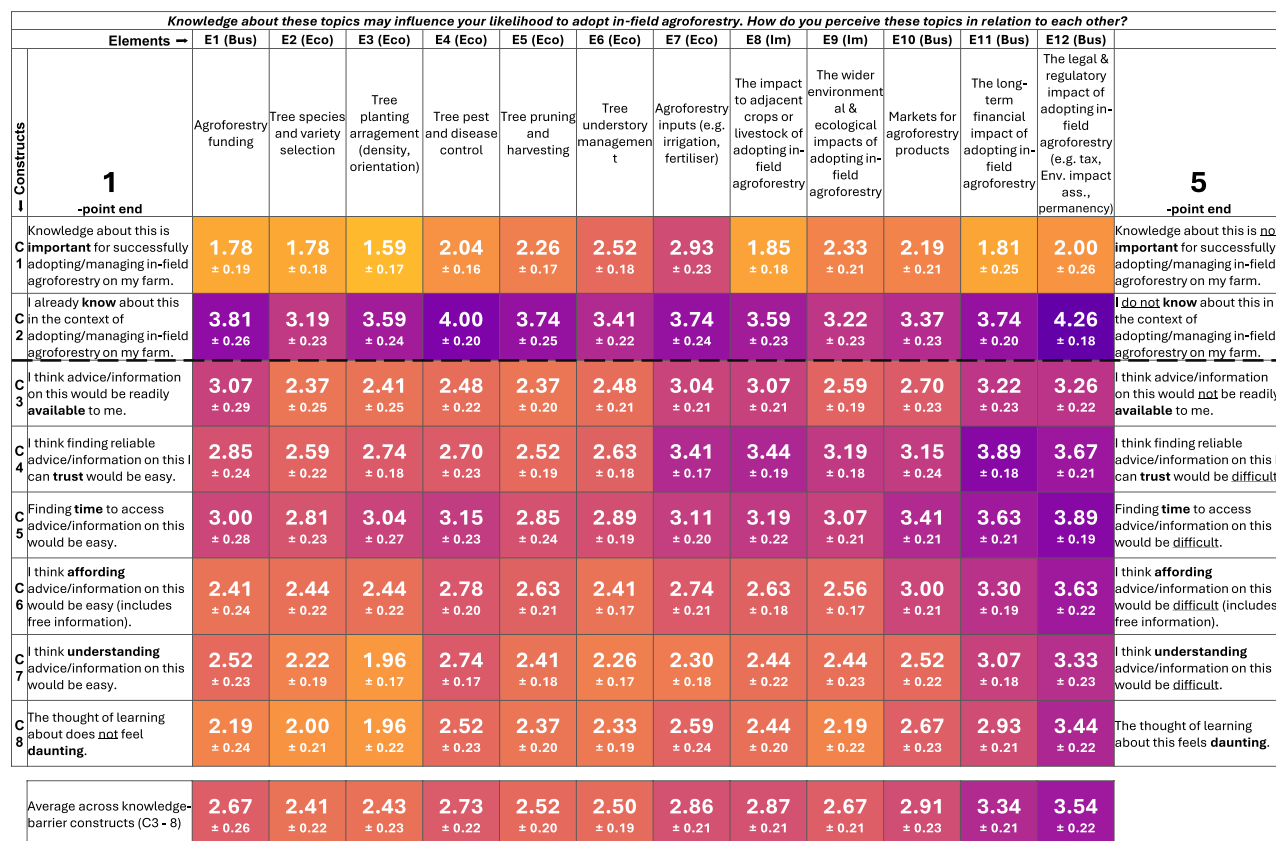 Knowledge about these topics may influence your likelihood to adopt in-field agroforestry. How do you perceive these topics in relation to each other?
Elements → E1 (Bus) E2 (Eco) E3 (Eco) E4 (Eco) E5 (Eco) E6 (Eco) E7 (Eco) E8 (Im) E9 (Im) E10 (Bus) E11 (Bus) E12 (Bus)
← Constructs
1
-point end
Agroforestry
funding
Tree species
and variety
selection
Tree
planting
arragement
(density,
orientation)
Tree pest
and disease
control
Tree pruning
and
harvesting
Tree
understory
managemen
t
Agroforestry
inputs (e.g.
irrigation,
fertiliser)
The impact
to adjacent
crops or
livestock of
adopting in-
field
agroforestry
The wider
environment
al &
ecological
impacts of
adopting in-
field
agroforestry
Markets for
agroforestry
products
The long-
term
financial
impact of
adopting in-
field
agroforestry
The legal &
regulatory
impact of
adopting in-
field
agroforestry
(e.g. tax,
Env. impact
ass.,
permanency)
5
-point end
C
1
Knowledge about this is
important for successfully
adopting/managing in-field
agroforestry on my farm.
1.78 1.78 1.59 2.04 2.26 2.52 2.93 1.85 2.33 2.19 1.81 2.00
± 0.19 ± 0.18 ± 0.17 ± 0.16 ± 0.17 ± 0.18 ± 0.23 ± 0.18 ± 0.21 ± 0.21 ± 0.25 ± 0.26
Knowledge about this is no
important for successfully
adopting/managing in-field
agroforestry on my farm.
C
2
I already know about this
in the context of
adopting/managing in-field
agroforestry on my farm.
3.81 3.19 3.59 4.00 3.74 3.41 3.74 3.59 3.22 3.37 3.74 4.26
± 0.26 ± 0.23 ± 0.24 ± 0.20 ± 0.25 ± 0.22 ± 0.24 ± 0.23 ± 0.23 ± 0.23 ± 0.20 ± 0.18
I do not know about this in
the context of
adopting/managing in-field
agroforestry on my farm.
C
3
I think advice/information
on this would be readily
available to me.
3.07 2.37 2.41 2.48 2.37 2.48 3.04 3.07 2.59 2.70 3.22 3.26
± 0.29 ± 0.25 ± 0.25 ± 0.22 ± 0.20 ± 0.21 ± 0.21 ± 0.21 ± 0.19 ± 0.23 ± 0.23 ± 0.22
I think advice/information
on this would not be readily
available to me.
C
4
I think finding reliable
advice/information on this I
can trust would be easy.
2.85 2.59 2.74 2.70 2.52 2.63 3.41 3.44 3.19 3.15 3.89 3.67
± 0.24 ± 0.22 ± 0.18 ± 0.23 ± 0.19 ± 0.18 ± 0.17 ± 0.19 ± 0.18 ± 0.24 ± 0.18 ± 0.21
I think finding reliable
advice/information on this I
can trust would be difficult
C
5
Finding time to access
advice/information on this
would be easy.
3.00 2.81 3.04 3.15 2.85 2.89 3.11 3.19 3.07 3.41 3.63 3.89
± 0.28 ± 0.23 ± 0.27 ± 0.23 ± 0.24 ± 0.19 ± 0.20 ± 0.22 ± 0.21 ± 0.21 ± 0.21 ± 0.19
Finding time to access
advice/information on this
would be difficult.
C
6
I think affording
advice/information on this
would be easy (includes
free information).
2.41 2.44 2.44 2.78 2.63 2.41 2.74 2.63 2.56 3.00 3.30 3.63
± 0.24 ± 0.22 ± 0.22 ± 0.20 ± 0.21 ± 0.17 ± 0.21 ± 0.18 ± 0.17 ± 0.21 ± 0.19 ± 0.22
I think affording
advice/information on this
would be difficult (includes
free information).
C
7
I think understanding
advice/information on this
would be easy.
2.52 2.22 1.96 2.74 2.41 2.26 2.30 2.44 2.44 2.52 3.07 3.33
± 0.23 ± 0.19 ± 0.17 ± 0.17 ± 0.18 ± 0.17 ± 0.18 ± 0.22 ± 0.23 ± 0.22 ± 0.18 ± 0.23
I think understanding
advice/information on this
would be difficult.
C
8
The thought of learning
about does not feel
daunting.
2.19 2.00 1.96 2.52 2.37 2.33 2.59 2.44 2.19 2.67 2.93 3.44
± 0.24 ± 0.21 ± 0.22 ± 0.23 ± 0.20 ± 0.19 ± 0.24 ± 0.20 ± 0.22 ± 0.23 ± 0.21 ± 0.22
The thought of learning
about this feels daunting.
Average across knowledge-
barrier constructs (C3 - 8)
2.67 2.41 2.43 2.73 2.52 2.50 2.86 2.87 2.67 2.91 3.34 3.54
± 0.26 ± 0.22 ± 0.23 ± 0.22 ± 0.20 ± 0.19 ± 0.21 ± 0.21 ± 0.21 ± 0.23 ± 0.21 ± 0.22